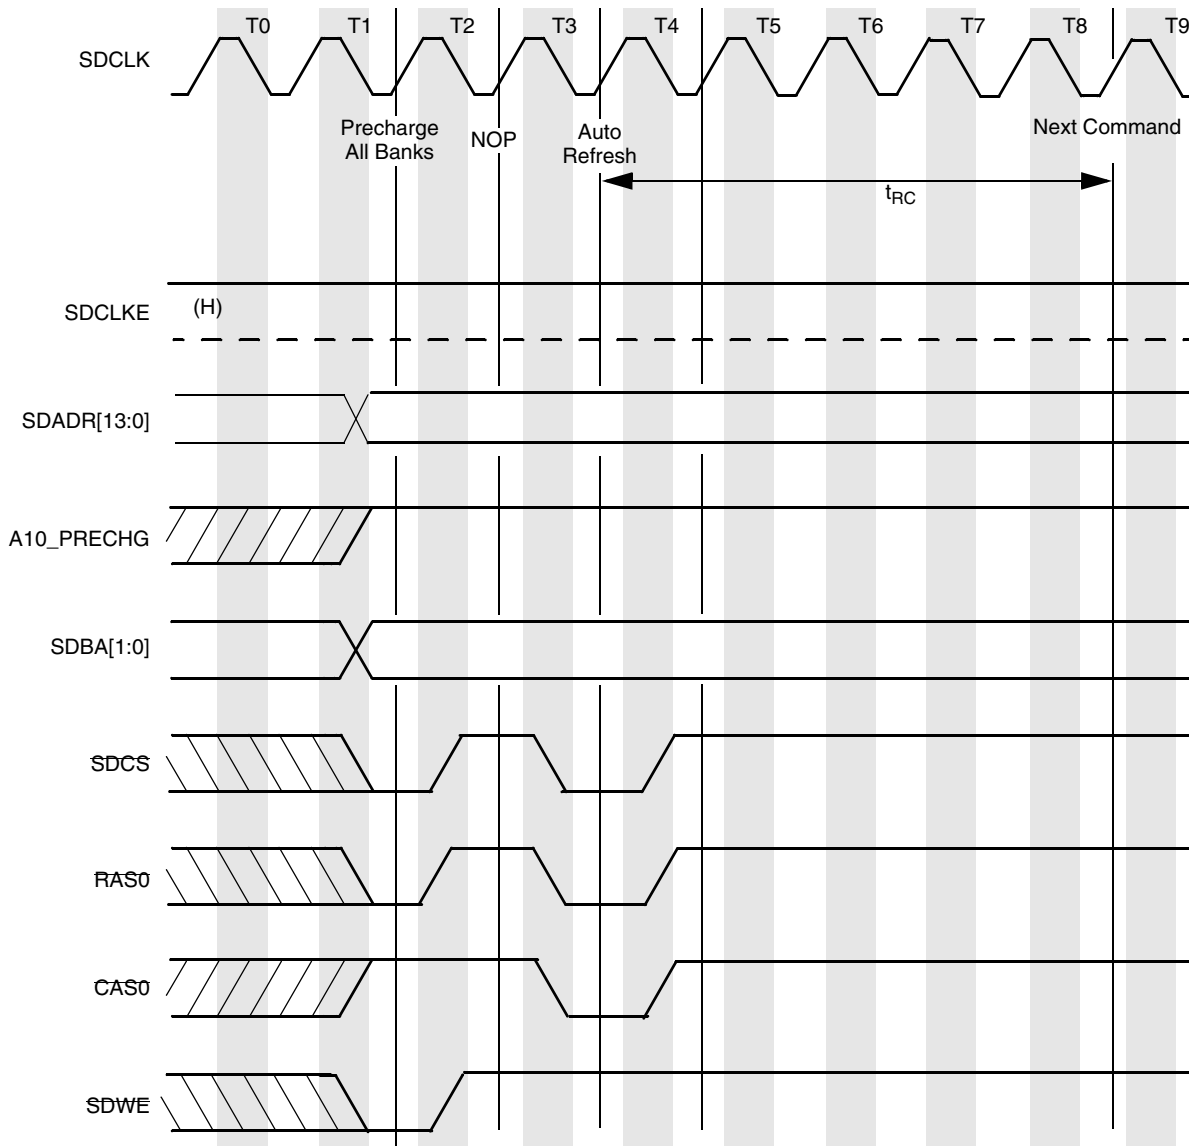 T0 T1 T2 T3 T4 T5 T6 T7 T8 T9
SDCLK
Precharge
All Banks
NOP
Auto
Refresh
Next Command
tRC
SDCLKE
(H)
SDADR[13:0]
A10_PRECHG
SDBA[1:0]
SDCS
RAS0
CAS0
SDWE